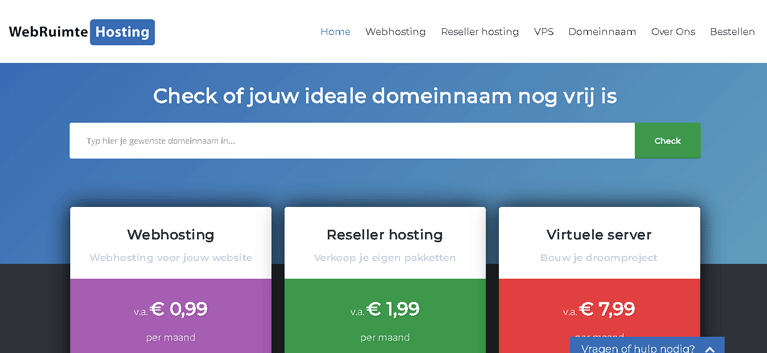 WebRuimte Hosting
Home Webhosting Reseller hosting VPS Domeinnaam Over Ons Bestellen
Check of jouw ideale domeinnaam nog vrij is
Typ hier je gewenste domeinnaam in... Check
Webhosting Reseller hosting Virtuele server
Webhosting voor jouw website Verkoop je eigen pakketten Bouw je droomproject
v.a. € 0,99 v.a. € 1,99 v.a. € 7,99
per maand per maand per maand
Vragen of hulp nodig?